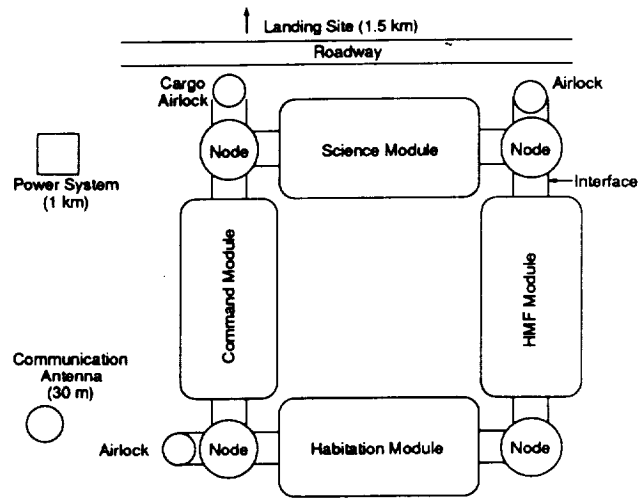 Landing Site (1.5 km)
Roadway
Cargo
Airlock
Airlock
Node
Science Module
Node
Power System
(1 km)
Interface
Command Module
HMF Module
Communication
Antenna
(30 m)
Airlock
Node
Habitation Module
Node